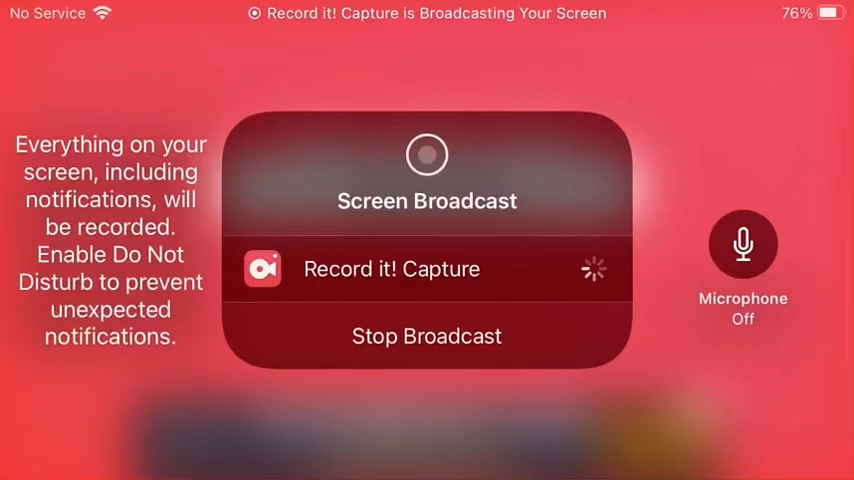 No Service
Record it! Capture is Broadcasting Your Screen
76%
Everything on your
screen, including
notifications, will
be recorded.
Enable Do Not
Disturb to prevent
unexpected
notifications.
Screen Broadcast
Record it! Capture
Stop Broadcast
Microphone
Off